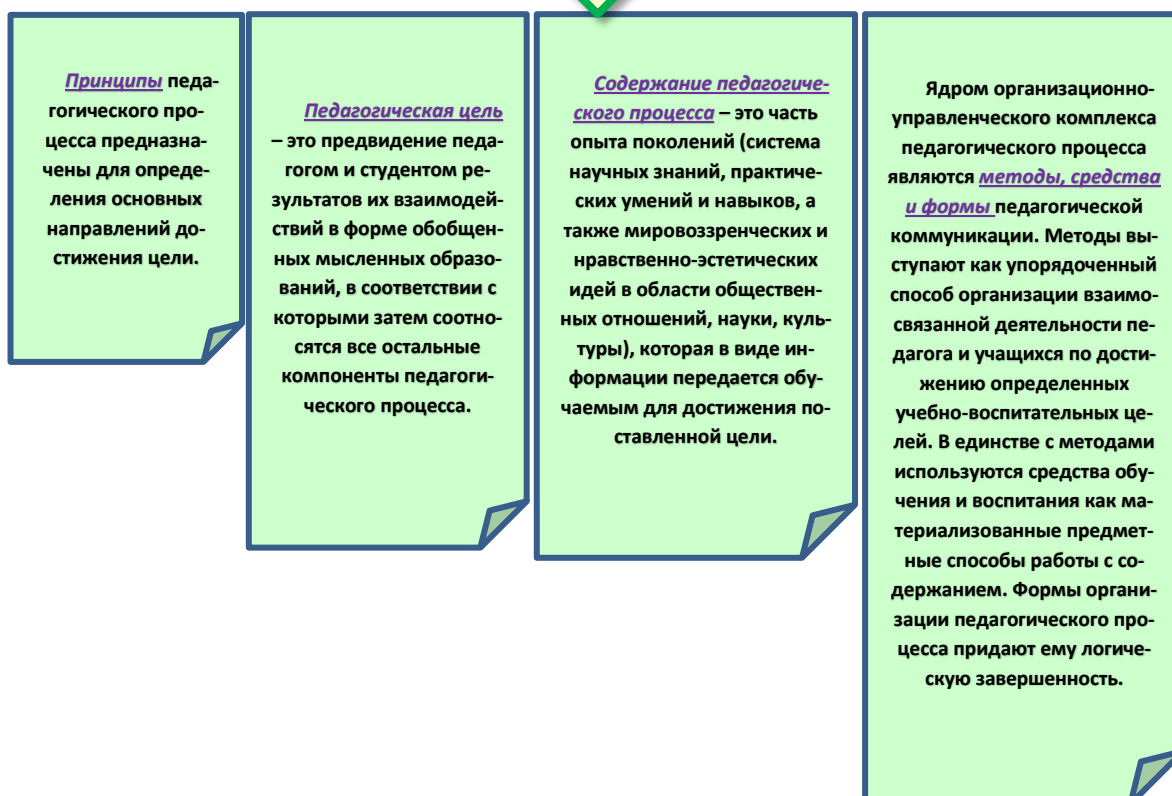 Принципы педа-
гогического про-
цесса предназна-
чены для опреде-
ления основных
направлений до-
стижения цели.
Педагогическая цель
– это предвидение педа-
гогом и студентом ре-
зультатов их взаимодей-
ствий в форме обобщен-
ных мысленных образо-
ваний, в соответствии с
которыми затем соотно-
сятся все остальные
компоненты педагоги-
ческого процесса.
Содержание педагогиче-
ского процесса – это часть
опыта поколений (система
научных знаний, практиче-
ских умений и навыков, а
также мировоззренческих и
нравственно-эстетических
идей в области обществен-
ных отношений, науки, куль-
туры), которая в виде ин-
формации передается обу-
чаемым для достижения по-
ставленной цели.
Ядром организационно-
управленческого комплекса
педагогического процесса
являются методы, средства
и формы педагогической
коммуникации. Методы вы-
ступают как упорядоченный
способ организации взаимо-
связанной деятельности пе-
дагога и учащихся по дости-
жению определенных
учебно-воспитательных це-
лей. В единстве с методами
используются средства обу-
чения и воспитания как ма-
териализованные предмет-
ные способы работы с со-
держанием. Формы органи-
зации педагогического про-
цесса придают ему логиче-
скую завершенность.